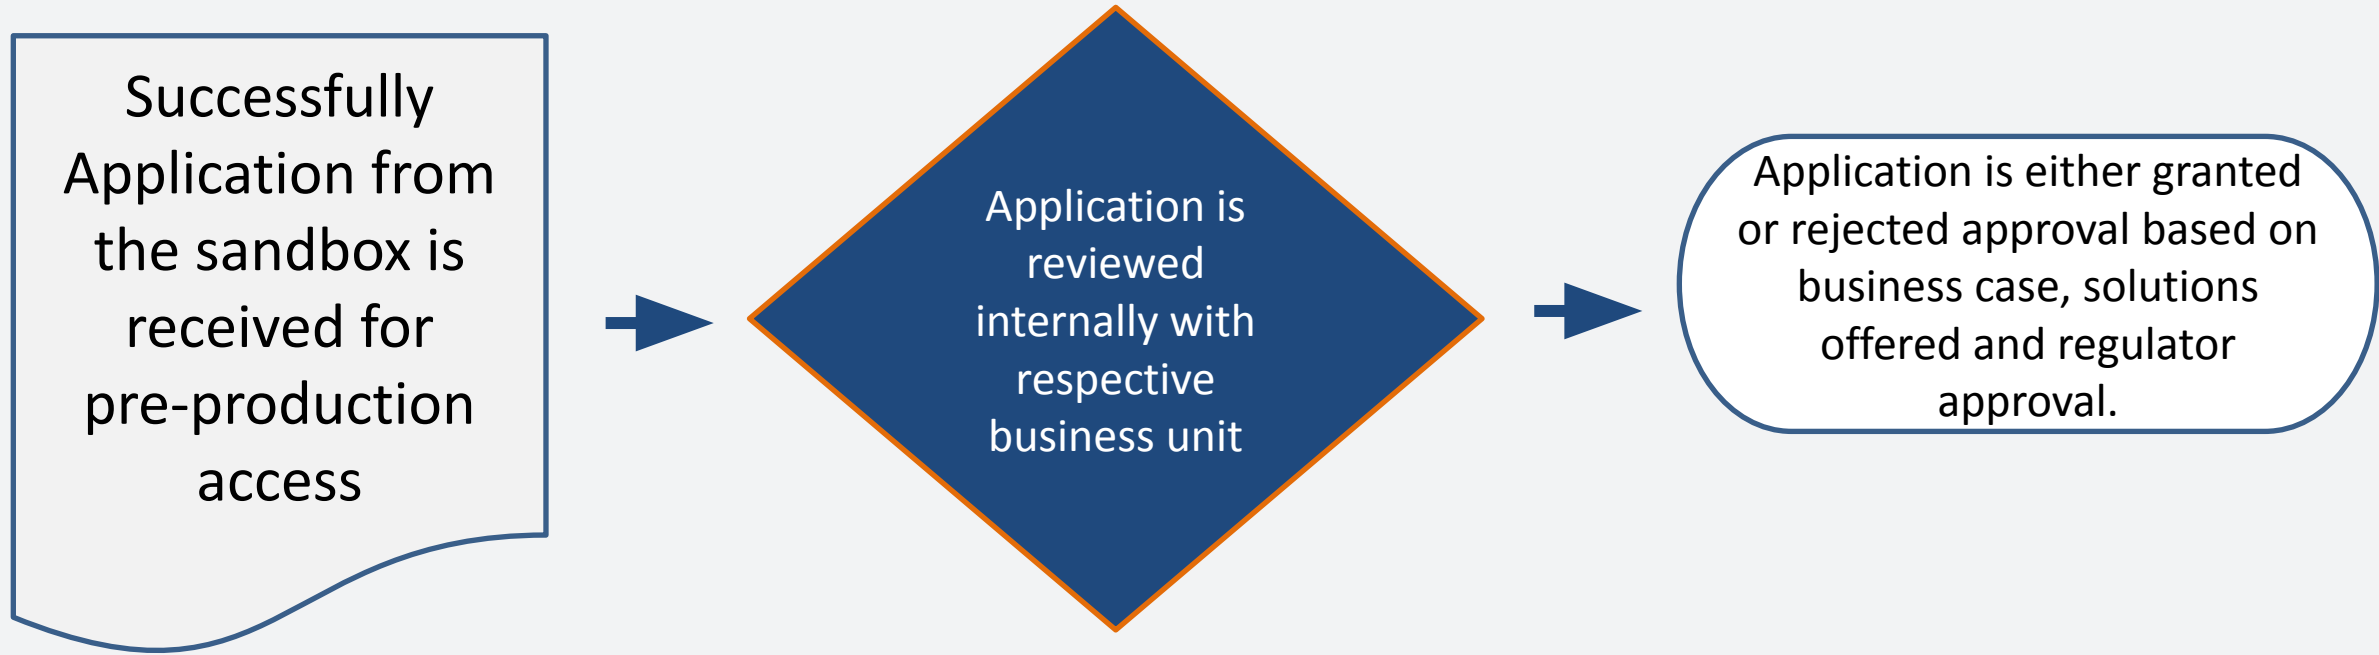 Successfully
Application from
the sandbox is
received for
pre-production
access
Application is
reviewed
internally with
respective
business unit
Application is either granted
or rejected approval based on
business case, solutions
offered and regulator
approval.